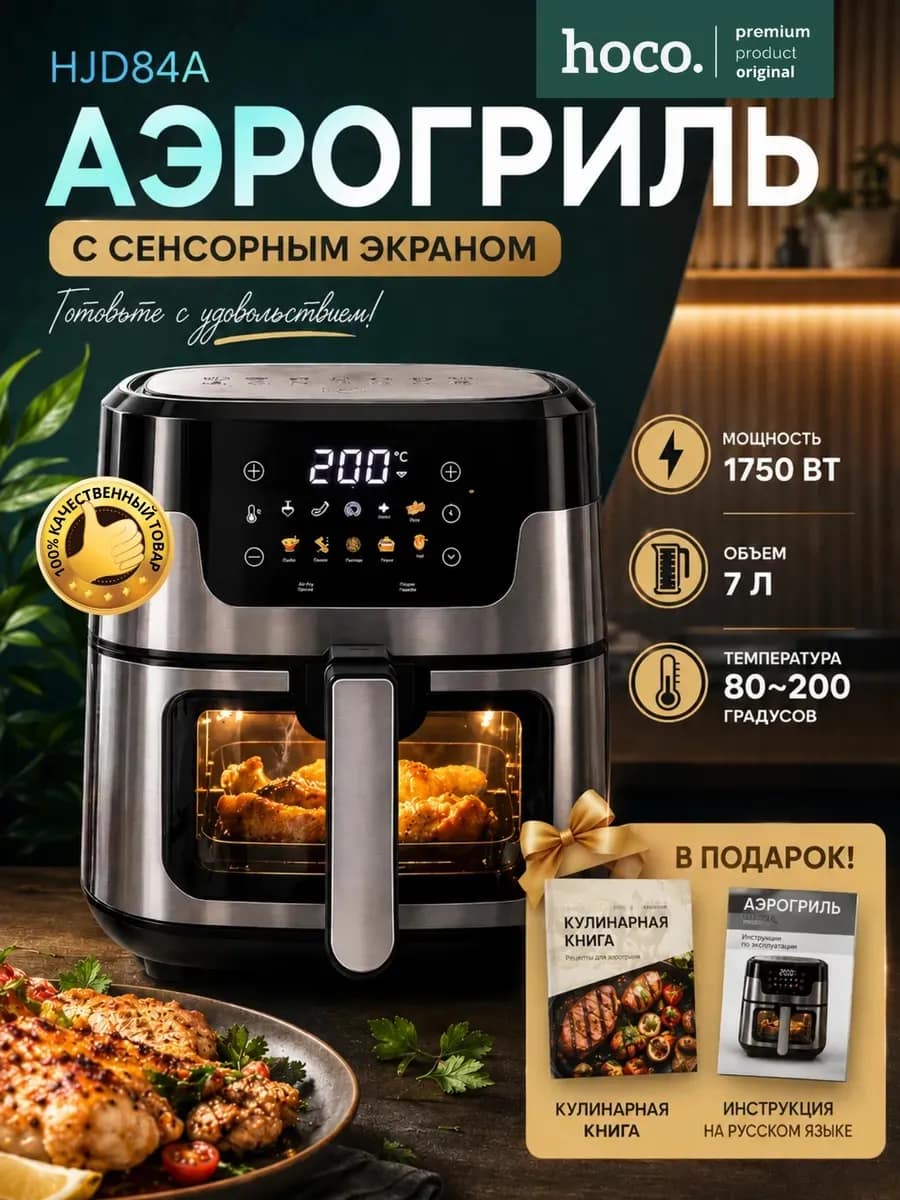 HJD84A
hoco.
premium
product
original
АЭРОГРИЛЬ
С СЕНСОРНЫМ ЭКРАНОМ
Готовьте с удовольствием!
200 °C
100% КАЧЕСТВЕННЫЙ ТОВАР
МОЩНОСТЬ
1750 ВТ
ОБЪЕМ
7 Л
ТЕМПЕРАТУРА
80~200
ГРАДУСОВ
В ПОДАРОК!
КУЛИНАРНАЯ
КНИГА
Рецепты для аэрогриля
АЭРОГРИЛЬ
Инструкция
по эксплуатации
КУЛИНАРНАЯ
КНИГА
ИНСТРУКЦИЯ
НА РУССКОМ ЯЗЫКЕ